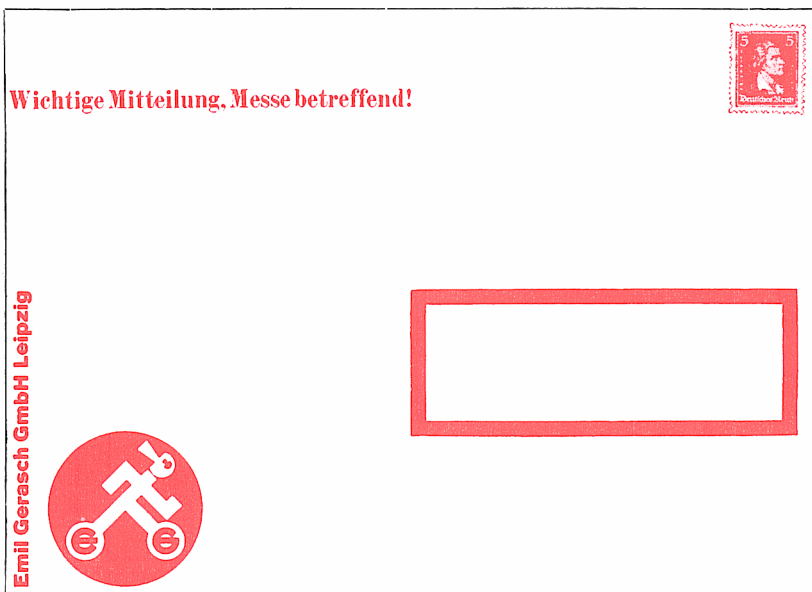 5 5
Deutsches Reich
Wichtige Mitteilung, Messe betreffend!
Emil Gerasch GmbH Leipzig
e G